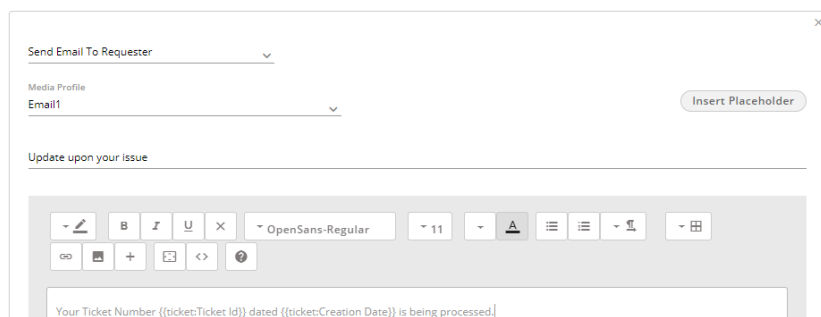 Send Email To Requester
Media Profile
Email1
Insert Placeholder
Update upon your issue
B I U OpenSans-Regular 11 A
Your Ticket Number {{ticket:Ticket Id}} dated {{ticket:Creation Date}} is being processed.